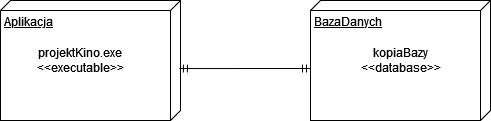 Aplikacja
projektKino.exe
<<executable>>
BazaDanych
kopiaBazy
<<database>>